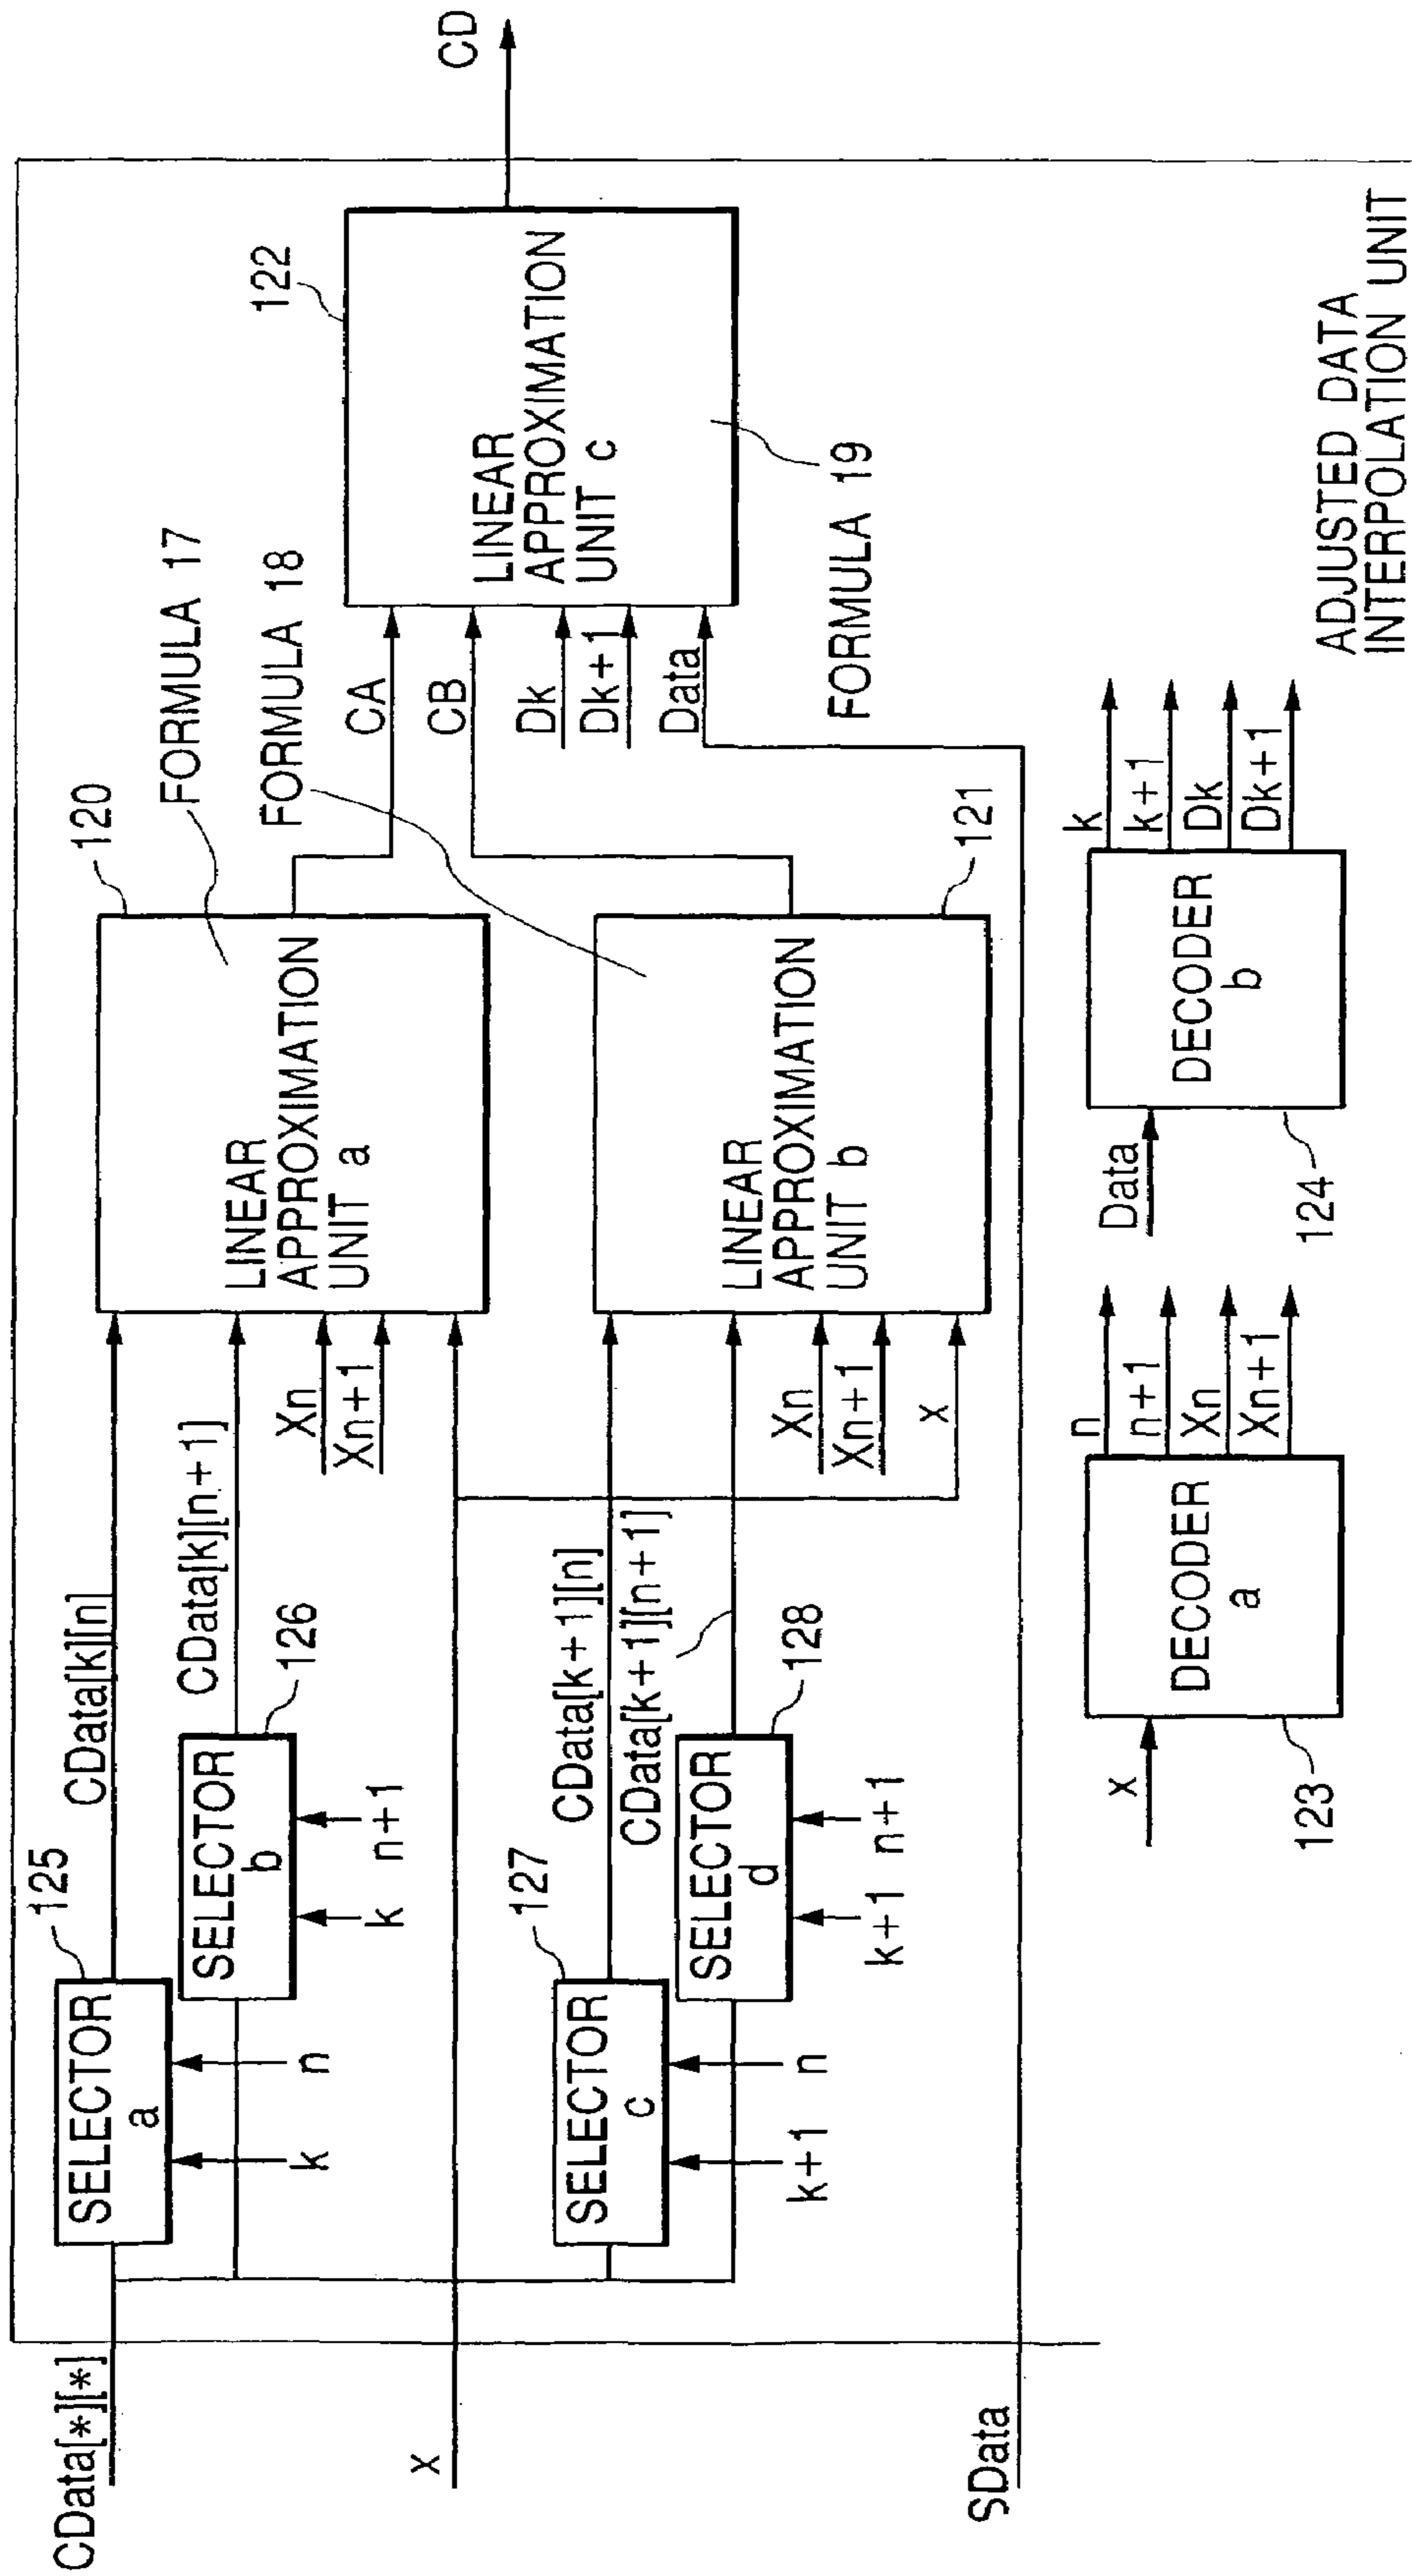 CData[*][*]
x
SData
SELECTOR
a
125
k
n
SELECTOR
b
126
k
n+1
SELECTOR
c
127
k+1
n
SELECTOR
d
128
k+1
n+1
CData[k][n]
CData[k][n+1]
Xn
Xn+1
CData[k+1][n]
CData[k+1][n+1]
Xn
Xn+1
x
LINEAR
APPROXIMATION
UNIT a
120
FORMULA 17
LINEAR
APPROXIMATION
UNIT b
121
FORMULA 18
CA
CB
Dk
Dk+1
Data
LINEAR
APPROXIMATION
UNIT c
122
FORMULA 19
CD
x
DECODER
a
123
n
n+1
Xn
Xn+1
Data
DECODER
b
124
k
k+1
Dk
Dk+1
ADJUSTED DATA
INTERPOLATION UNIT